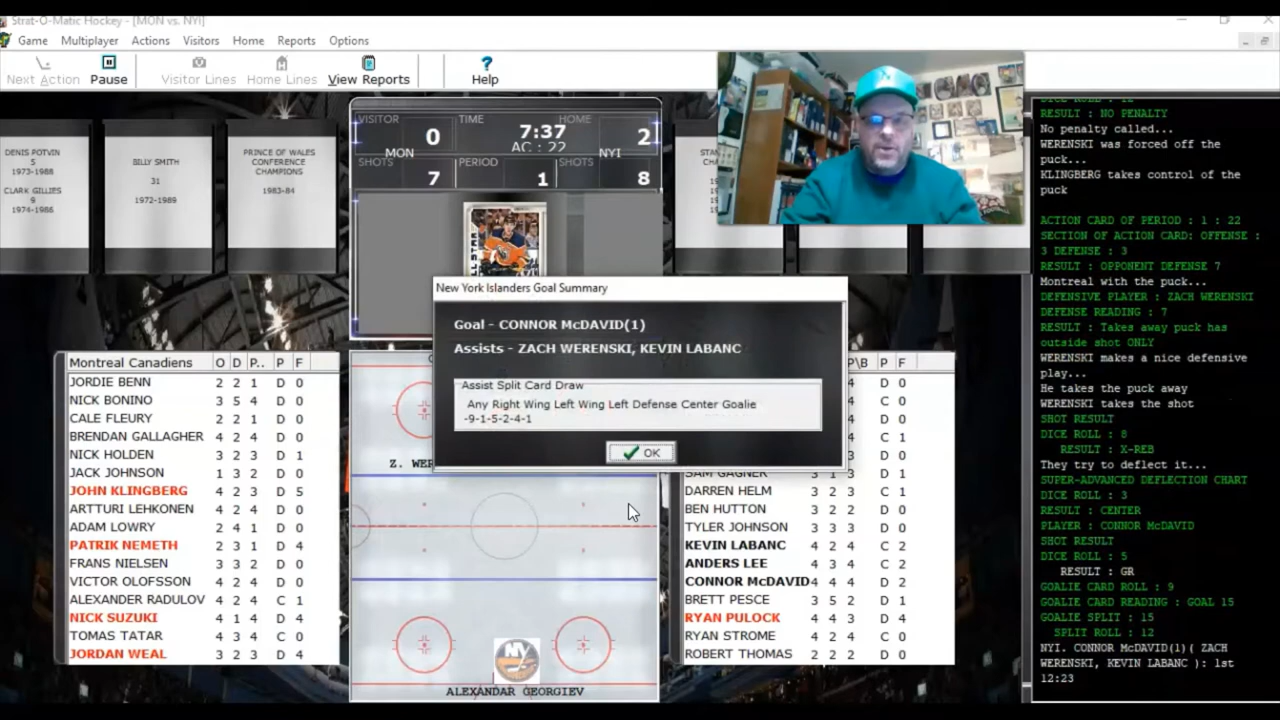 Strat-O-Matic Hockey - [MON vs. NYI]
Game Multiplayer Actions Visitors Home Reports Options
Next Action Pause Visitor Lines Home Lines View Reports Help
DENIS POTVIN
5
1973-1988
CLARK GILLIES
9
1974-1986
BILLY SMITH
31
1972-1989
PRINCE OF WALES
CONFERENCE
CHAMPIONS
1983-84
VISITOR 0 TIME 7:37 HOME 2
MON AC : 22 NYI
SHOTS 7 PERIOD 1 SHOTS 8
New York Islanders Goal Summary
Goal - CONNOR McDAVID(1)
Assists - ZACH WERENSKI, KEVIN LABANC
Assist Split Card Draw
Any Right Wing Left Wing Left Defense Center Goalie
-9-1-5-2-4-1
OK
Montreal Canadiens O D P.. P F
JORDIE BENN 2 2 1 D 0
NICK BONINO 3 5 4 D 0
CALE FLEURY 2 2 1 D 0
BRENDAN GALLAGHER 4 2 4 D 0
NICK HOLDEN 3 3 3 D 1
JACK JOHNSON 1 3 2 D 0
JOHN KLINGBERG 4 2 3 D 5
ARTTURI LEHKONEN 4 2 4 D 0
ADAM LOWRY 2 4 1 D 0
PATRIK NEMETH 2 3 1 D 4
FRANS NIELSEN 3 3 2 D 0
VICTOR OLOFSSON 4 2 4 D 0
ALEXANDER RADULOV 4 2 4 C 1
NICK SUZUKI 4 1 4 D 4
TOMAS TATAR 4 3 4 C 0
JORDAN WEAL 3 2 3 D 4
Z. WER
ALEXANDAR GEORGIEV
NY
P\B P F
4 D 0
4 C 0
4 D 0
4 C 1
3 D 0
SAM GAGNER 3 1 3 D 1
DARREN HELM 3 2 3 C 1
BEN HUTTON 3 2 2 D 0
TYLER JOHNSON 3 2 3 D 0
KEVIN LABANC 4 2 4 C 2
ANDERS LEE 4 3 4 C 2
CONNOR McDAVID 4 2 4 D 2
BRETT PESCE 3 5 2 D 1
RYAN PULOCK 4 4 3 D 4
RYAN STROME 4 2 4 C 0
ROBERT THOMAS 2 2 2 D 0
DICE ROLL : 12
RESULT : NO PENALTY
No penalty called...
WERENSKI was forced off the
puck...
KLINGBERG takes control of the
puck
ACTION CARD OF PERIOD : 1 : 22
SECTION OF ACTION CARD: OFFENSE :
3 DEFENSE : 3
RESULT : OPPONENT DEFENSE 7
Montreal with the puck...
DEFENSIVE PLAYER : ZACH WERENSKI
DEFENSE READING : 7
RESULT : Takes away puck has
outside shot ONLY
WERENSKI makes a nice defensive
play...
He takes the puck away
WERENSKI takes the shot
SHOT RESULT
DICE ROLL : 8
RESULT : X-REB
They try to deflect it...
SUPER-ADVANCED DEFLECTION CHART
DICE ROLL : 3
RESULT : CENTER
PLAYER : CONNOR McDAVID
SHOT RESULT
DICE ROLL : 5
RESULT : GR
GOALIE CARD ROLL : 9
GOALIE CARD READING : GOAL 15
GOALIE SPLIT : 15
SPLIT ROLL : 12
NYI. CONNOR McDAVID(1)( ZACH
WERENSKI, KEVIN LABANC ): 1st
12:23